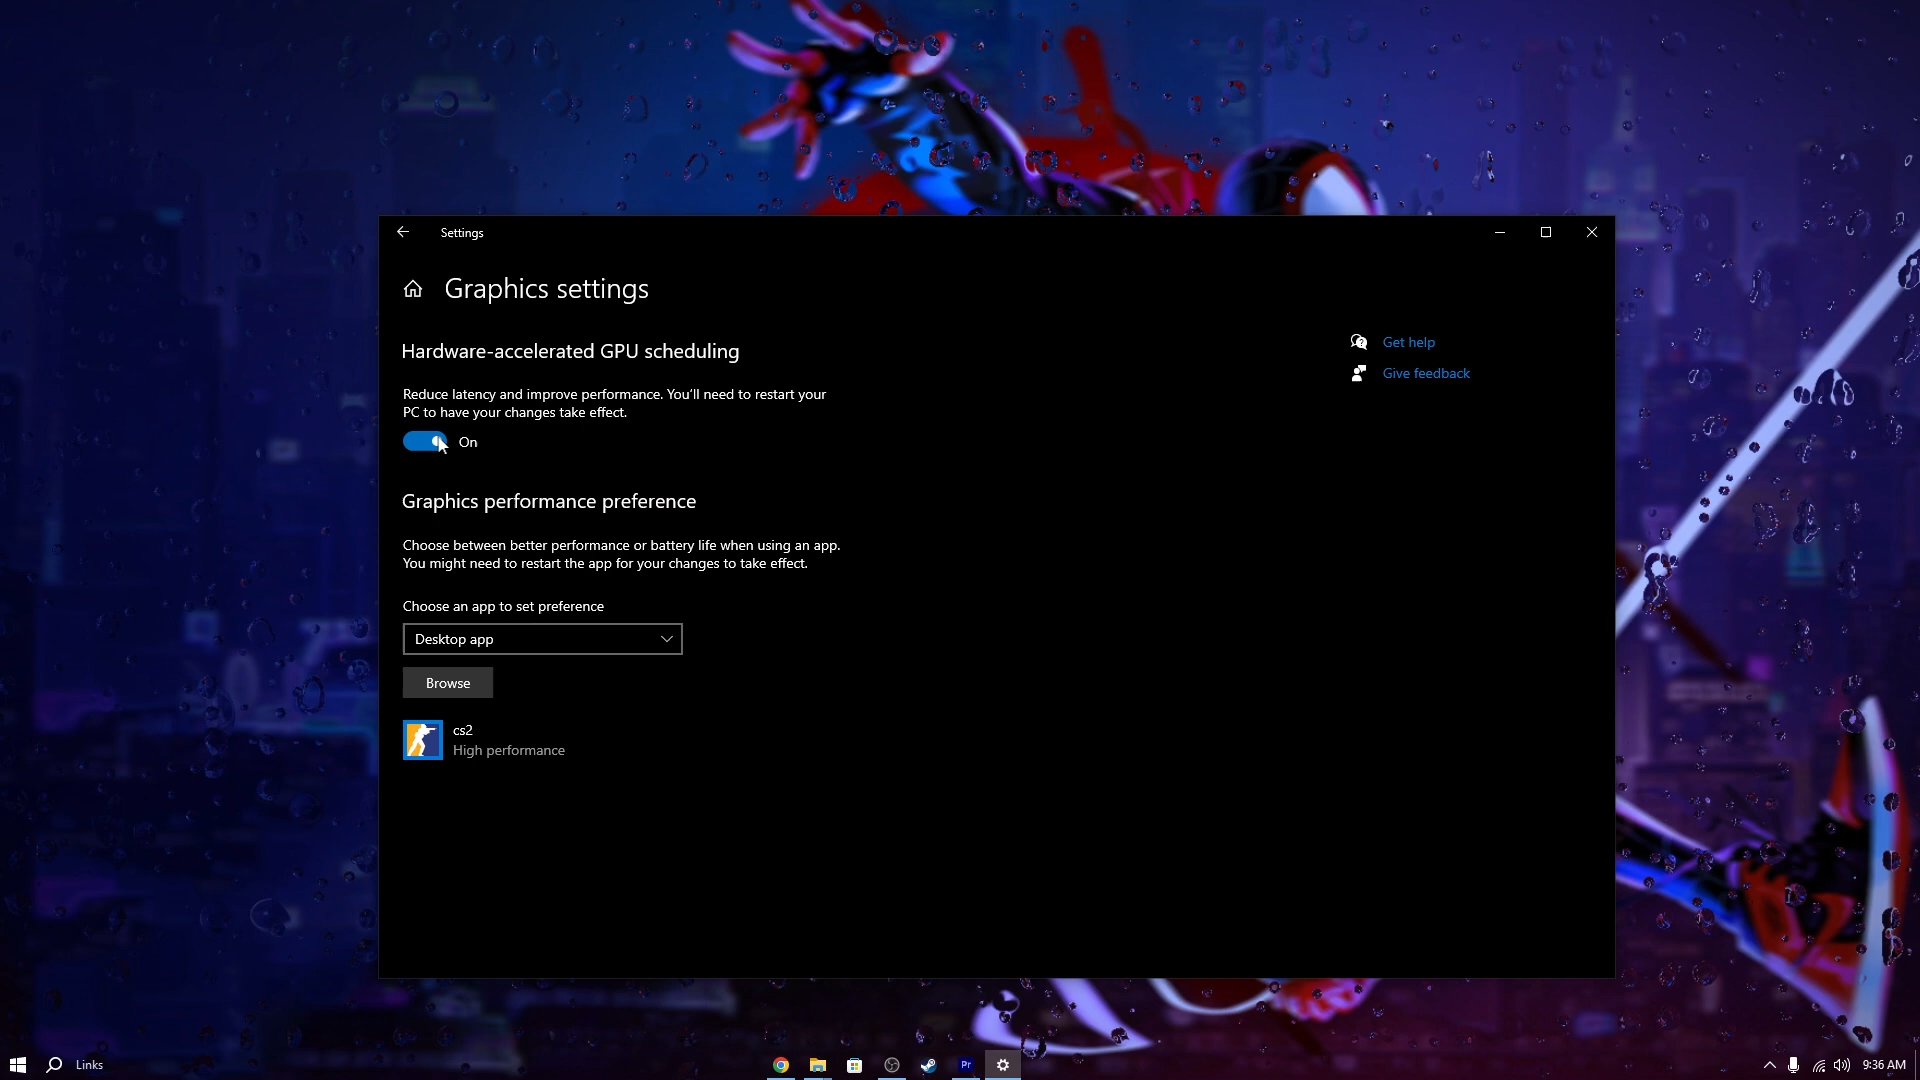 Settings
Graphics settings
Hardware-accelerated GPU scheduling
Reduce latency and improve performance. You'll need to restart your
PC to have your changes take effect.
On
Graphics performance preference
Choose between better performance or battery life when using an app.
You might need to restart the app for your changes to take effect.
Choose an app to set preference
Desktop app
Browse
cs2
High performance
Get help
Give feedback
Links
Pr
9:36 AM